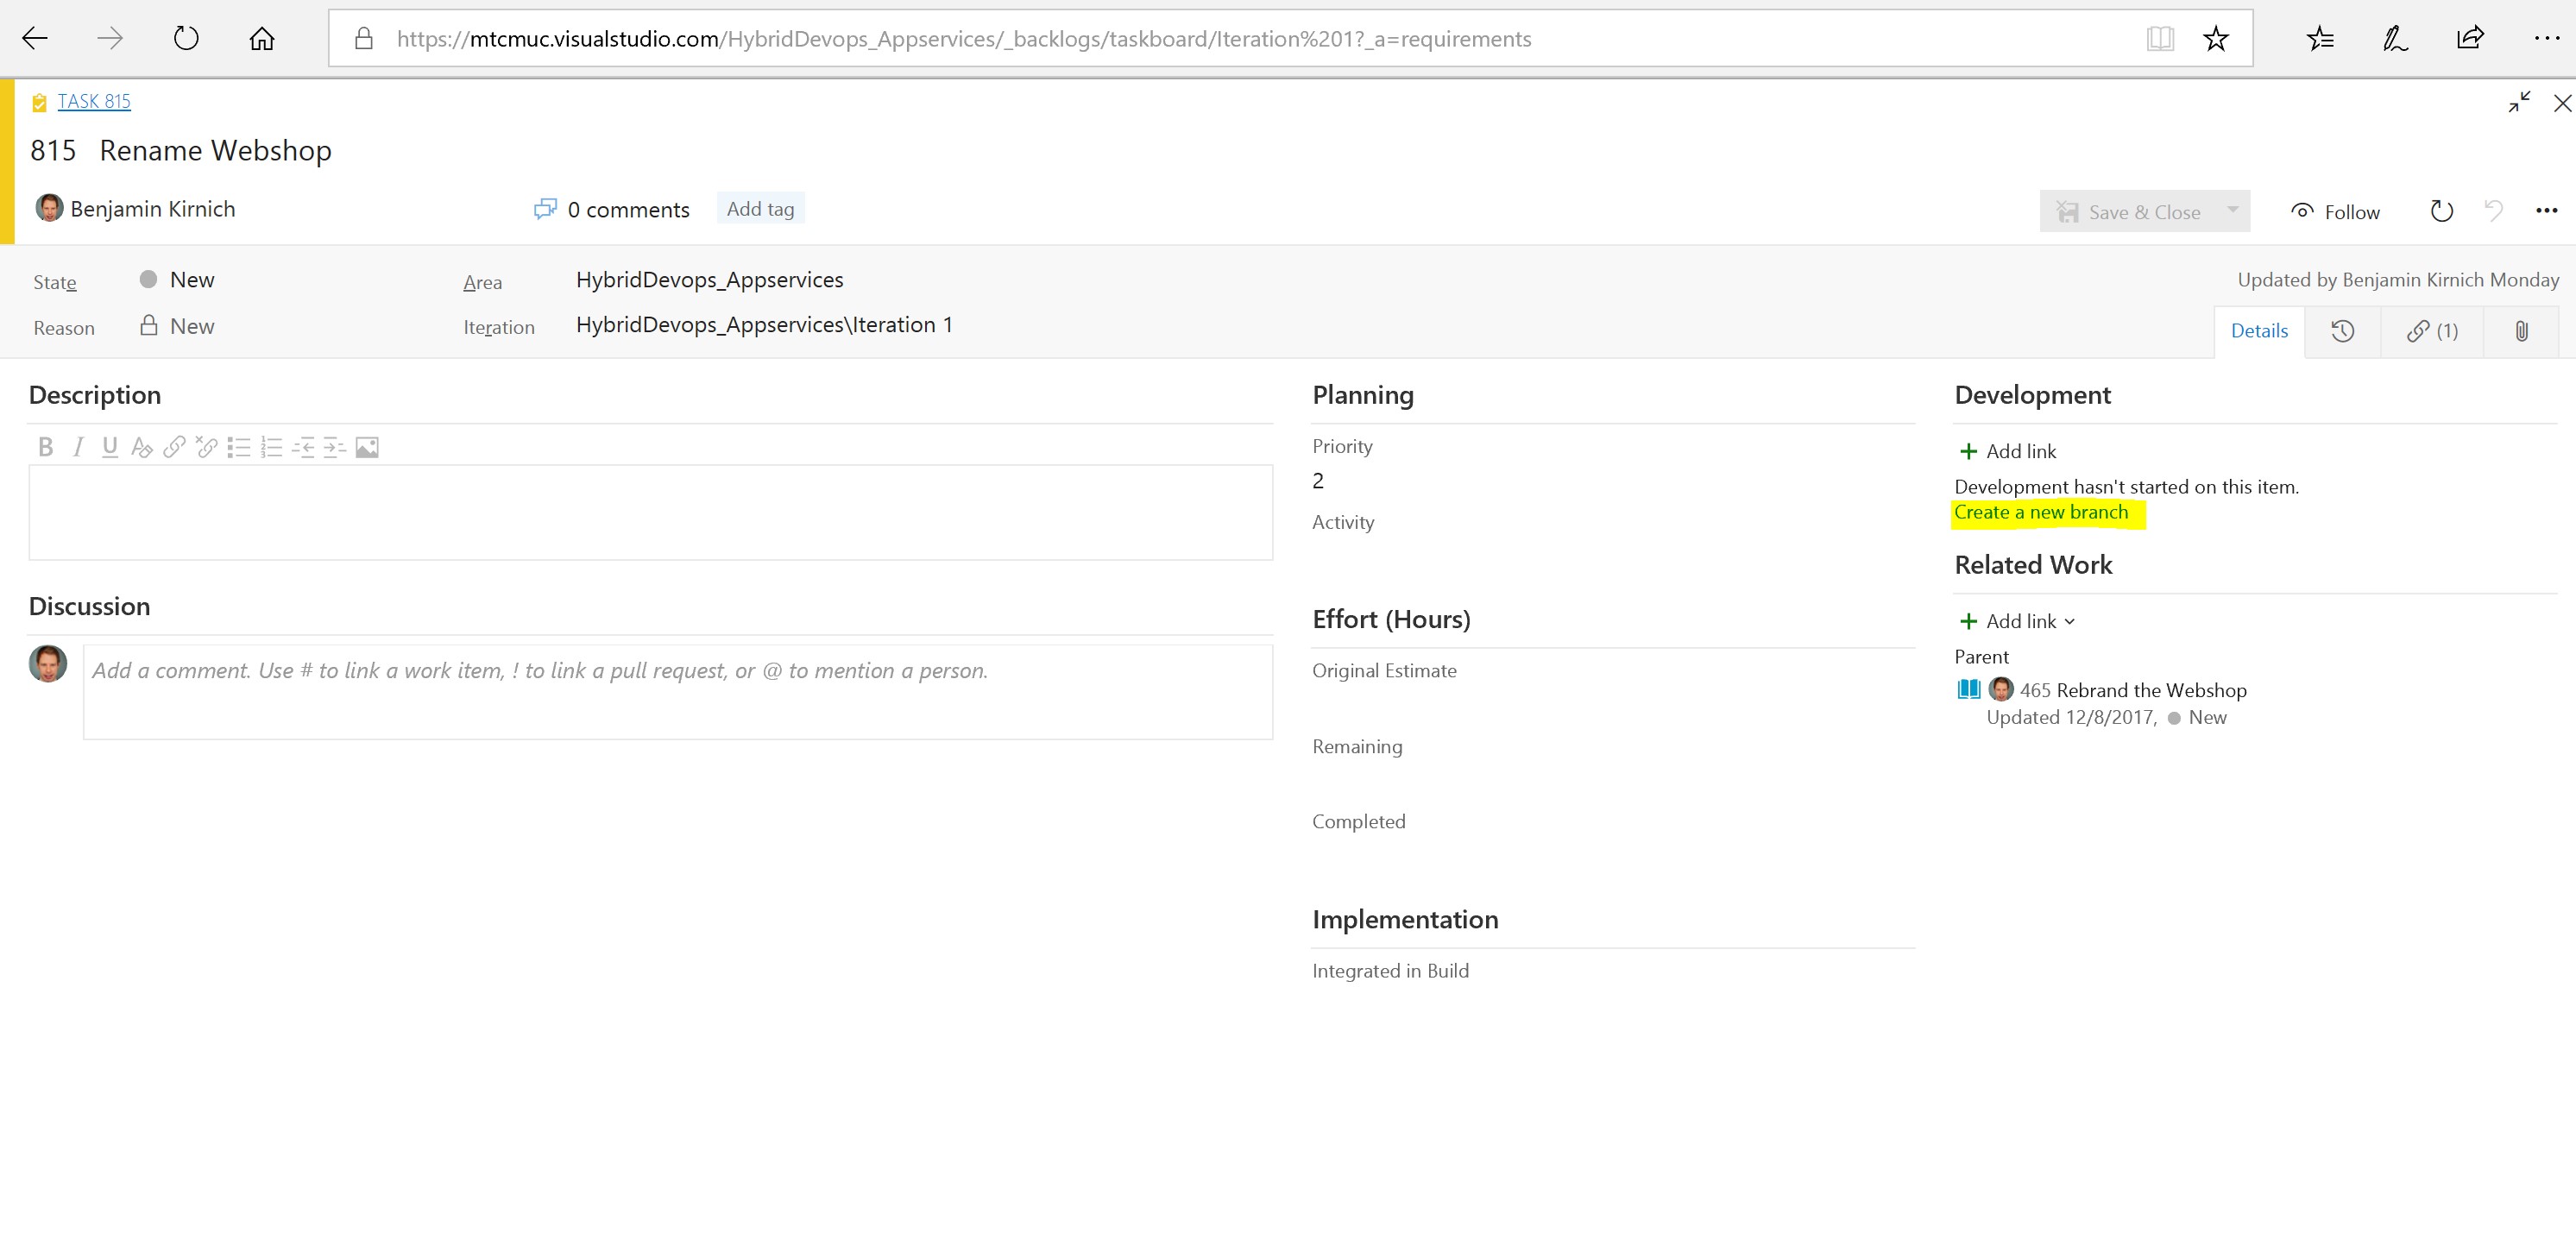 https://mtcmuc.visualstudio.com/HybridDevops_Appservices/_backlogs/taskboard/Iteration%201?_a=requirements
TASK 815
815 Rename Webshop
Benjamin Kirnich
0 comments
Add tag
Save & Close
Follow
State
New
Area
HybridDevops_Appservices
Updated by Benjamin Kirnich Monday
Reason
New
Iteration
HybridDevops_Appservices\Iteration 1
Details
(1)
Description
B I U
Discussion
Add a comment. Use # to link a work item, ! to link a pull request, or @ to mention a person.
Planning
Priority
2
Activity
Effort (Hours)
Original Estimate
Remaining
Completed
Implementation
Integrated in Build
Development
+ Add link
Development hasn't started on this item.
Create a new branch
Related Work
+ Add link
Parent
465 Rebrand the Webshop
Updated 12/8/2017, New